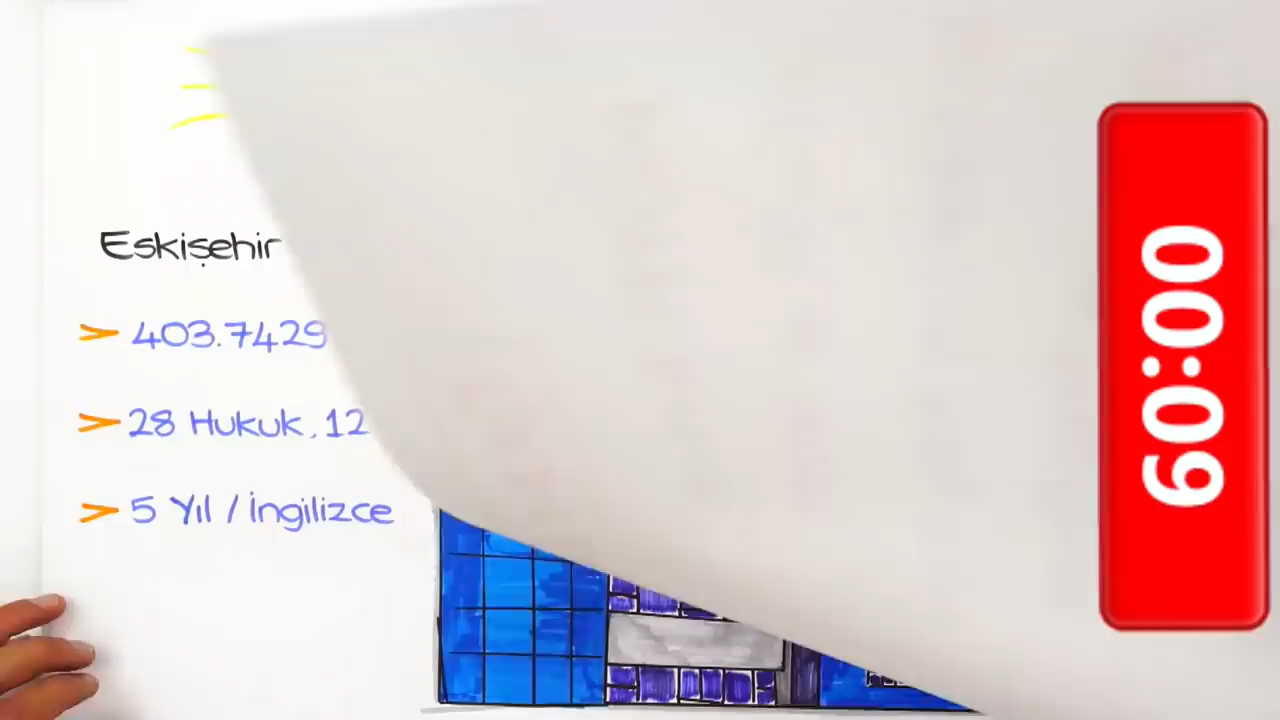 Eskişehir
➤ 403.7429
➤ 28 Hukuk, 12
➤ 5 Yıl / İngilizce
60:00